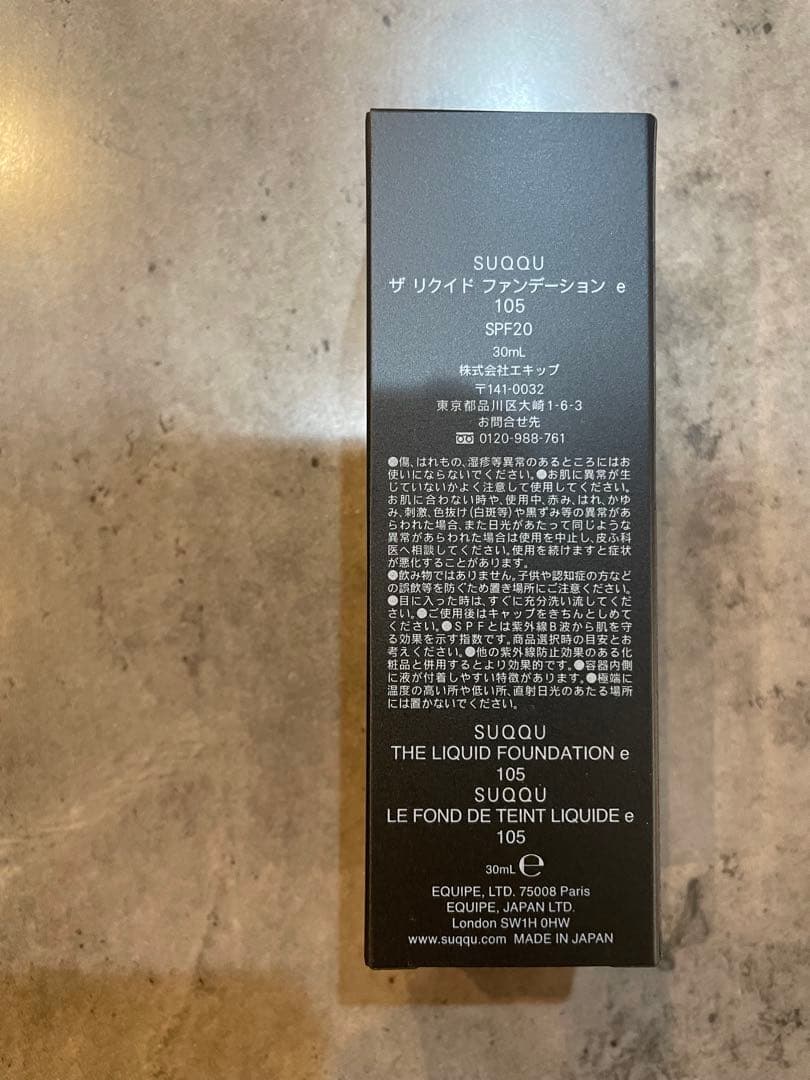 SUQQU
ザ リクイド ファンデーション e
105
SPF20
30mL
株式会社エキップ
〒141-0032
東京都品川区大崎1-6-3
お問合せ先
0120-988-761
●傷、はれもの、湿疹等異常のあるところにはお
使いにならないでください。●お肌に異常が生
じていないかよく注意して使用してください。
お肌に合わない時や、使用中、赤み、はれ、かゆ
み、刺激、色抜け(白斑等)や黒ずみ等の異常があ
らわれた場合、また日光があたって同じような
異常があらわれた場合は使用を中止し、皮ふ科
医へ相談してください。使用を続けますと症状
が悪化することがあります。
●飲み物ではありません。子供や認知症の方など
の誤飲等を防ぐため置き場所にご注意ください。
●目に入った時は、すぐに充分洗い流してくだ
さい。●ご使用後はキャップをきちんとしめて
ください。●SPFとは紫外線B波から肌を守
る効果を示す指数です。商品選択時の目安とお
考えください。●他の紫外線防止効果のある化
粧品と併用するとより効果的です。●容器内側
に液が付着しやすい特徴があります。●極端に
温度の高い所や低い所、直射日光のあたる場所
には置かないでください。
SUQQU
THE LIQUID FOUNDATION e
105
SUQQU
LE FOND DE TEINT LIQUIDE e
105
30mL ℮
EQUIPE, LTD. 75008 Paris
EQUIPE, JAPAN LTD.
London SW1H 0HW
www.suqqu.com MADE IN JAPAN